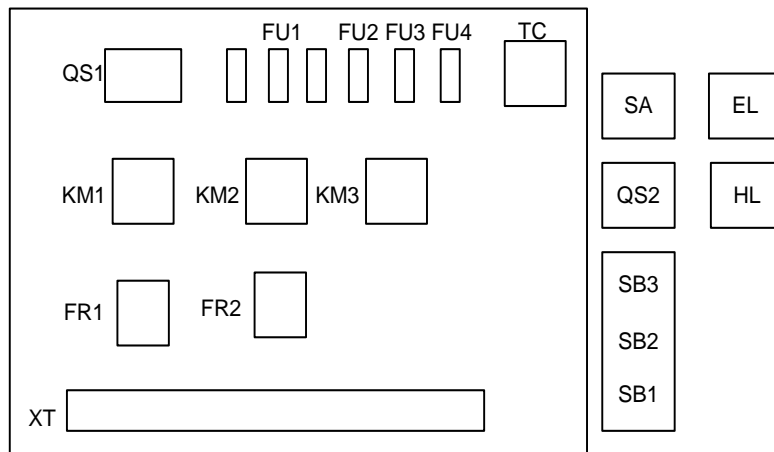 FU1 FU2 FU3 FU4 TC
QS1
SA EL
KM1 KM2 KM3 QS2 HL
SB3
FR1 FR2
SB2
SB1
XT